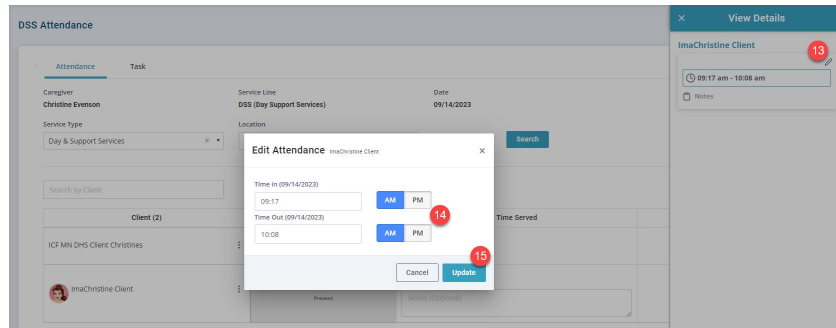 DSS Attendance
× View Details
ImaChristine Client
13
09:17 am - 10:08 am
Notes
Attendance Task
Caregiver Service Line Date
Christine Evenson DSS (Day Support Services) 09/14/2023
Service Type Location
Day & Support Services × Search
Edit Attendance ImaChristine Client ×
Time in (09/14/2023)
09:17 AM PM
Time Out (09/14/2023)
14
10:08 AM PM
15
Cancel Update
Search by Client
Client (2) Time Served
ICF MN DHS Client Christines
ImaChristine Client
Present Notes (Optional)